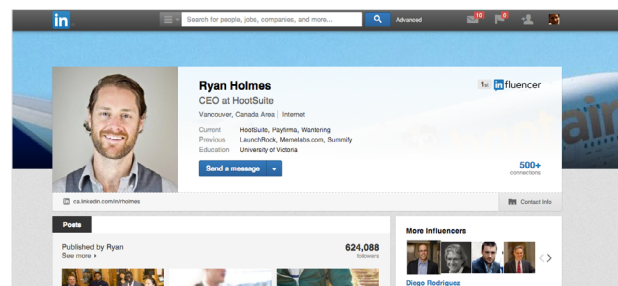 in
Search for people, jobs, companies, and more...
Advanced
10
Ryan Holmes
1st in fluencer
CEO at HootSuite
Vancouver, Canada Area | Internet
Current HootSuite, Payfirma, Wantering
Previous LaunchRock, Memelabs.com, Summify
Education University of Victoria
Send a message
500+
connections
air
ca.linkedin.com/in/rholmes
Contact Info
Posts
Published by Ryan
See more
624,088
followers
More Influencers
Diego Rodriguez